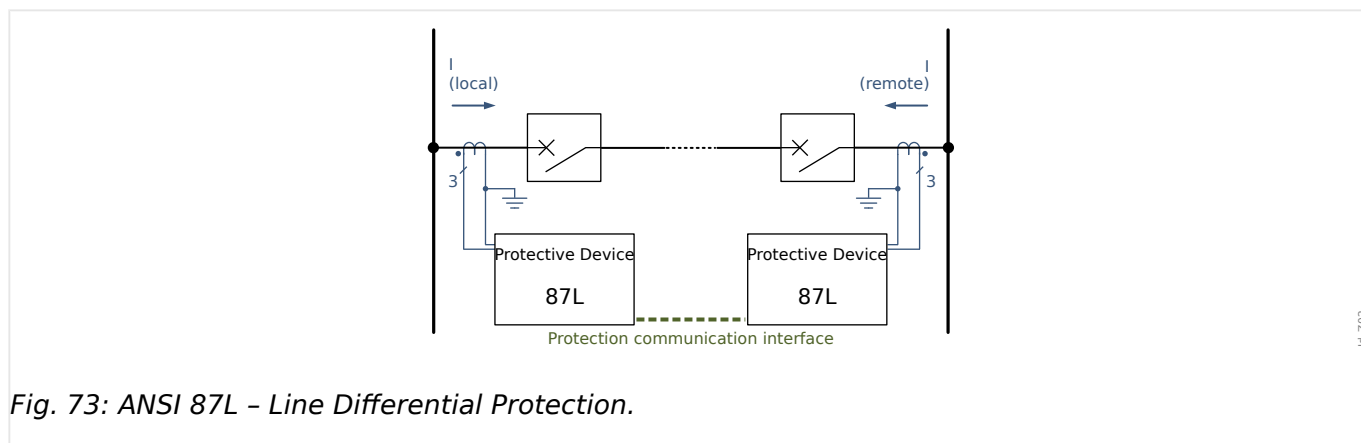 I
(local)
I
(remote)
3
3
Protective Device
87L
Protective Device
87L
Protection communication interface
Fig. 73: ANSI 87L – Line Differential Protection.